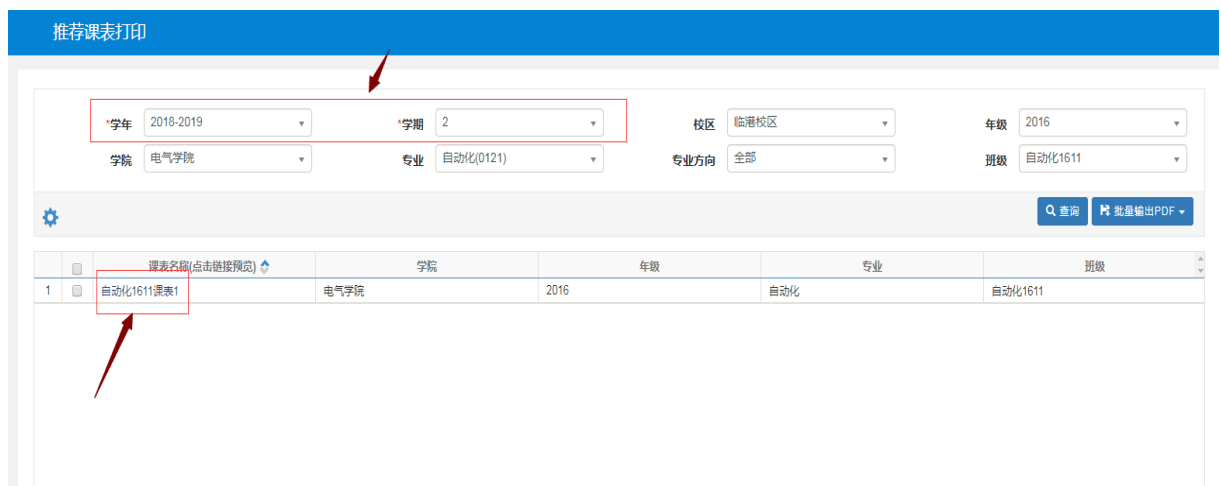 推荐课表打印
*学年 2018-2019 *学期 2 校区 临港校区 年级 2016
学院 电气学院 专业 自动化(0121) 专业方向 全部 班级 自动化1611
查询 批量输出PDF
课表名称(点击链接预览) 学院 年级 专业 班级
1 自动化1611课表1 电气学院 2016 自动化 自动化1611